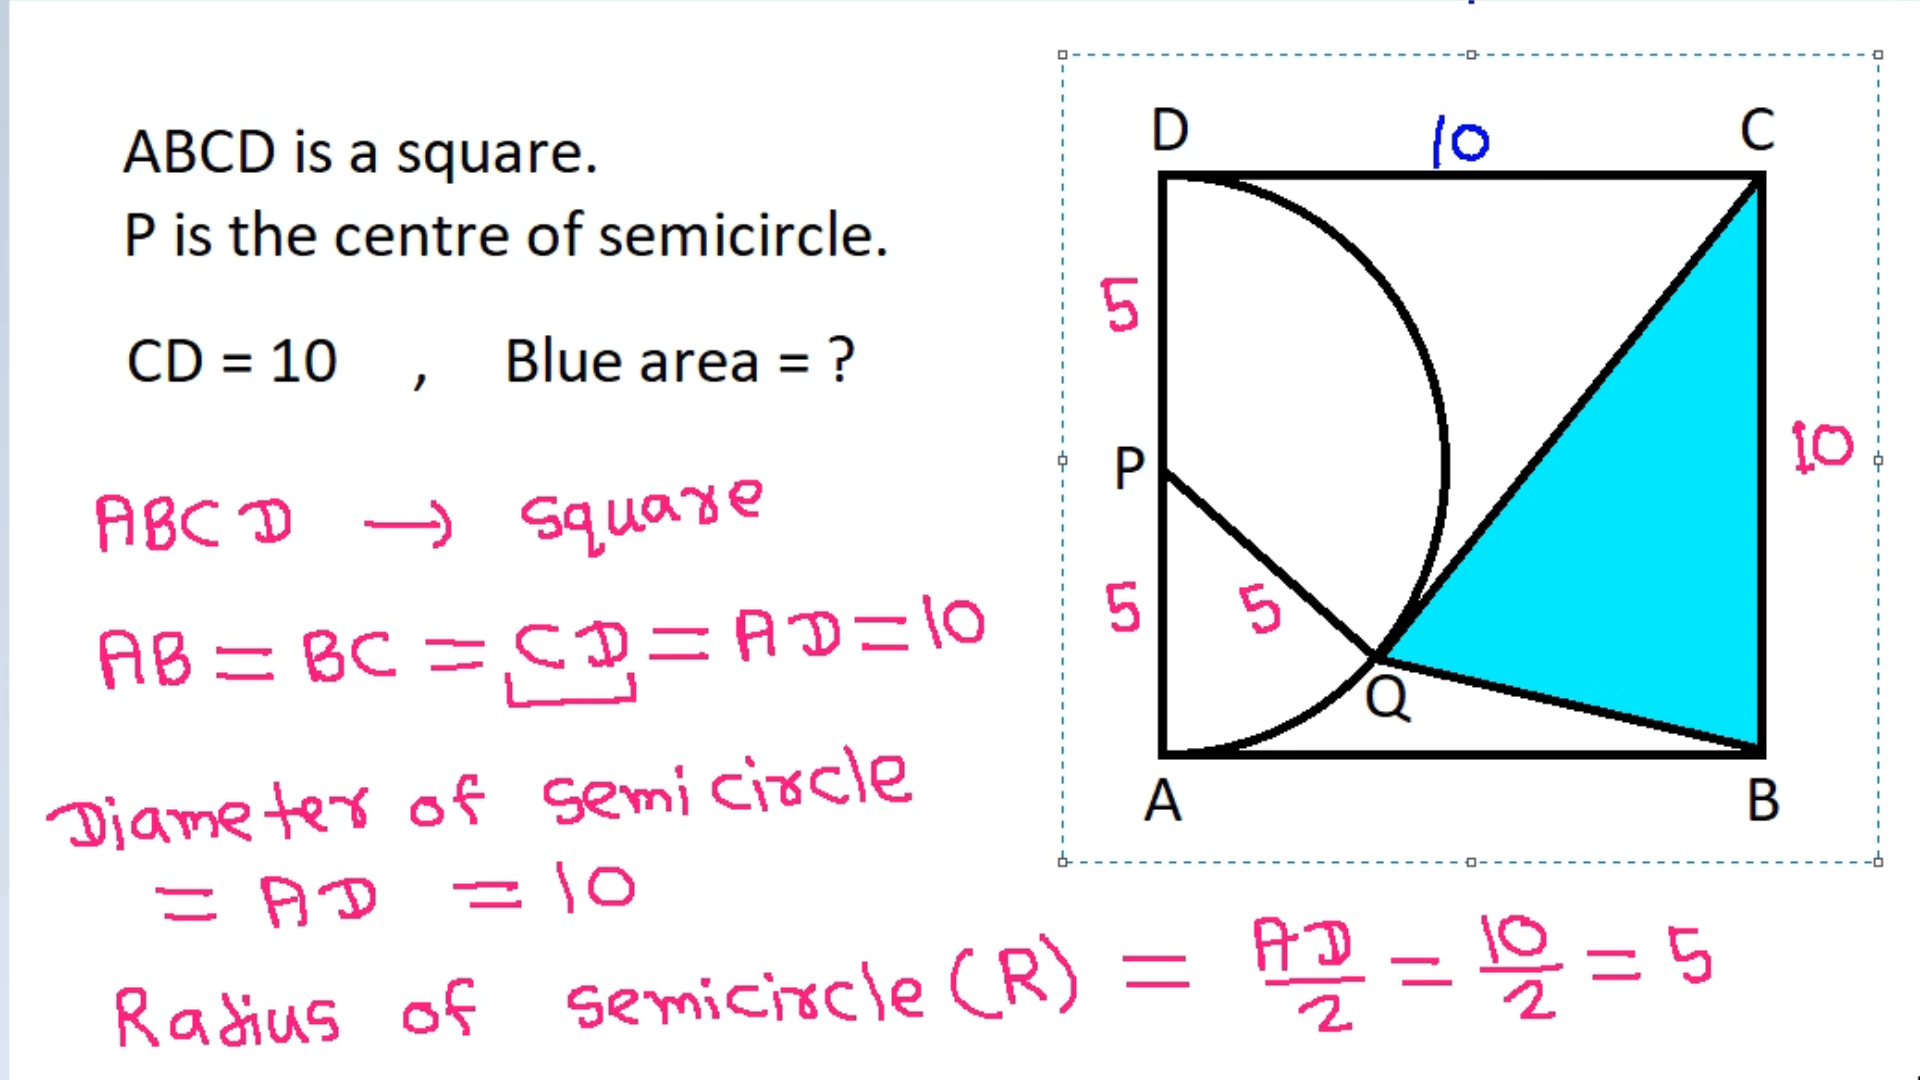 ABCD is a square.
P is the centre of semicircle.
CD = 10 , Blue area = ?
ABCD → square
AB = BC = CD = AD = 10
Diameter of semicircle
= AD = 10
Radius of semicircle (R) = AD/2 = 10/2 = 5
D 10 C
5
P 10
5 5
Q
A B